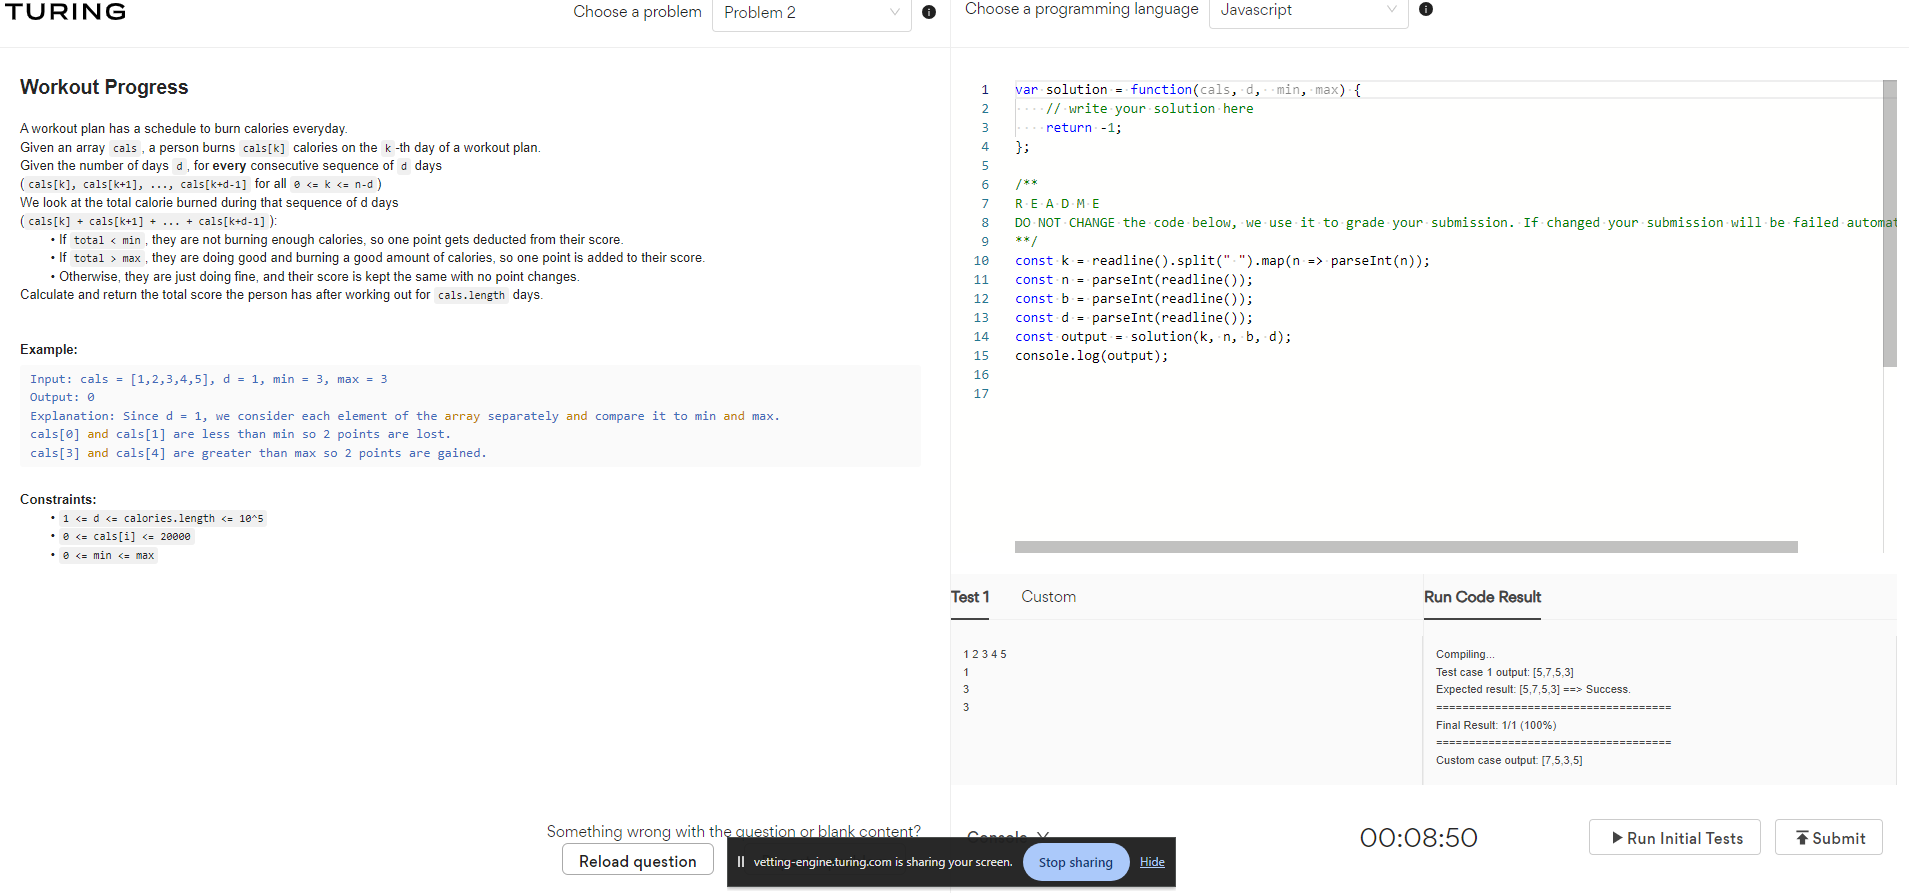 TURING
Choose a problem
Problem 2
Choose a programming language
Javascript
Workout Progress
A workout plan has a schedule to burn calories everyday.
Given an array cals , a person burns cals[k] calories on the k -th day of a workout plan.
Given the number of days d , for every consecutive sequence of d days
( cals[k], cals[k+1], ..., cals[k+d-1] for all 0 <= k <= n-d )
We look at the total calorie burned during that sequence of d days
( cals[k] + cals[k+1] + ... + cals[k+d-1] ):
• If total < min , they are not burning enough calories, so one point gets deducted from their score.
• If total > max , they are doing good and burning a good amount of calories, so one point is added to their score.
• Otherwise, they are just doing fine, and their score is kept the same with no point changes.
Calculate and return the total score the person has after working out for cals.length days.
Example:
Input: cals = [1,2,3,4,5], d = 1, min = 3, max = 3
Output: 0
Explanation: Since d = 1, we consider each element of the array separately and compare it to min and max.
cals[0] and cals[1] are less than min so 2 points are lost.
cals[3] and cals[4] are greater than max so 2 points are gained.
Constraints:
• 1 <= d <= calories.length <= 10^5
• 0 <= cals[i] <= 20000
• 0 <= min <= max
Something wrong with the question or blank content?
Reload question
1 var solution = function(cals, d,  min, max) {
2     // write your solution here
3     return -1;
4 };
5
6 /**
7 R E A D M E
8 DO NOT CHANGE the code below, we use it to grade your submission. If changed your submission will be failed automat
9 **/
10 const k = readline().split(" ").map(n => parseInt(n));
11 const n = parseInt(readline());
12 const b = parseInt(readline());
13 const d = parseInt(readline());
14 const output = solution(k, n, b, d);
15 console.log(output);
16
17
Test 1
Custom
1 2 3 4 5
1
3
3
Run Code Result
Compiling...
Test case 1 output: [5,7,5,3]
Expected result: [5,7,5,3] ==> Success.
====================================
Final Result: 1/1 (100%)
====================================
Custom case output: [7,5,3,5]
Console
00:08:50
Run Initial Tests
Submit
vetting-engine.turing.com is sharing your screen.
Stop sharing
Hide